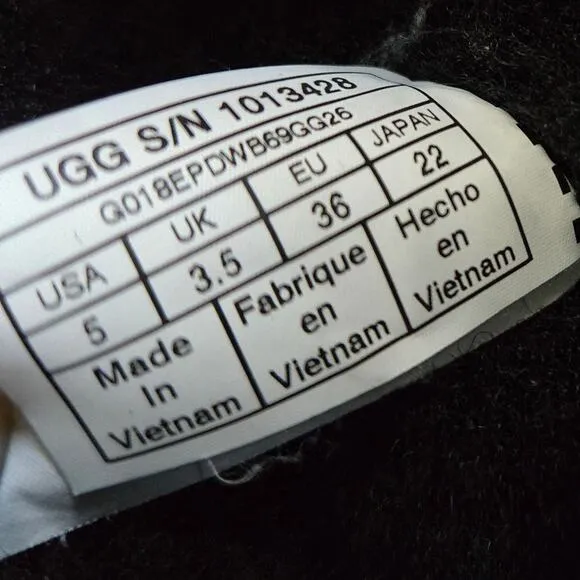 UGG S/N 1013428
G018EPDWB69GG26
USA UK EU JAPAN
5 3.5 36 22
Made
In
Vietnam
Fabrique
en
Vietnam
Hecho
en
Vietnam